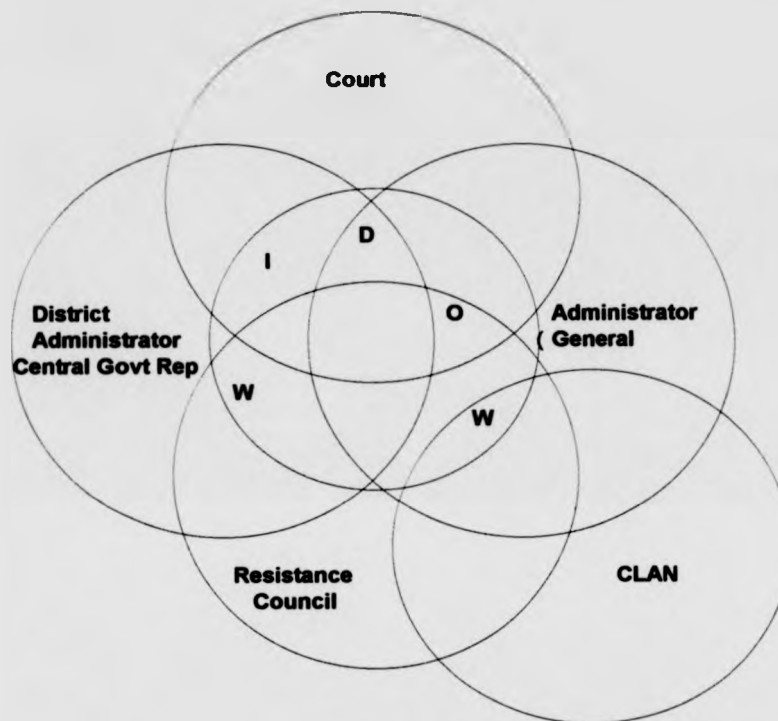 Court
D
I
O
District
Administrator
Central Govt Rep
Administrator
( General
W
W
Resistance
Council
CLAN